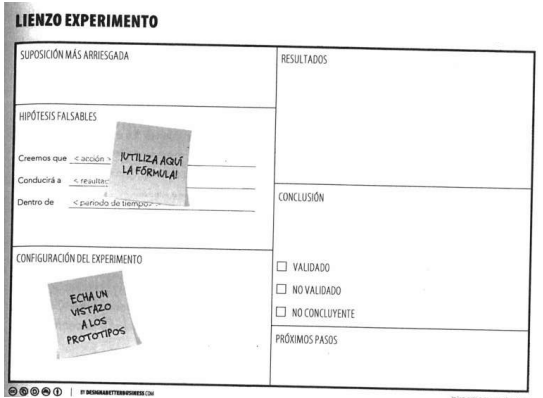 LIENZO EXPERIMENTO
SUPOSICIÓN MÁS ARRIESGADA
HIPÓTESIS FALSABLES
Creemos que < acción >
Conducirá a
Dentro de < periodo de tiempo>
¡UTILIZA AQUÍ
LA FÓRMULA!
CONFIGURACIÓN DEL EXPERIMENTO
ECHA UN
VISTAZO
A LOS
PROTOTIPOS
RESULTADOS
CONCLUSIÓN
VALIDADO
NO VALIDADO
NO CONCLUYENTE
PRÓXIMOS PASOS
BY DESIGNABETTERBUSINESS.COM